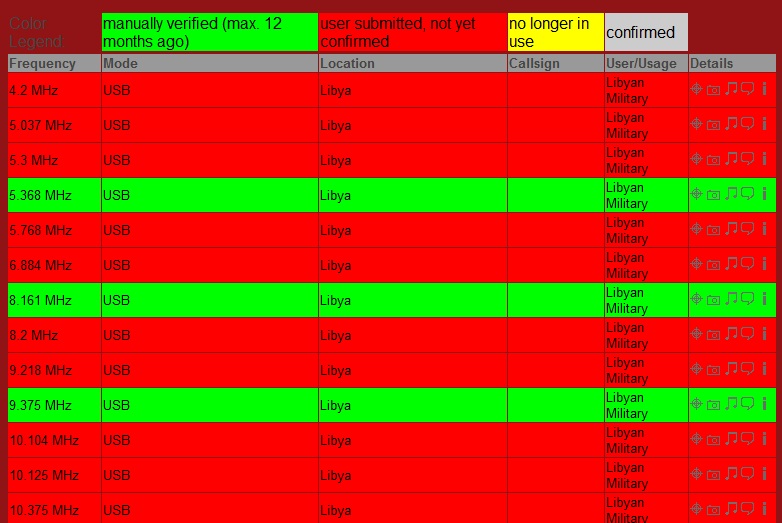 Color Legend: manually verified (max. 12 months ago) user submitted, not yet confirmed no longer in use confirmed
Frequency Mode Location Callsign User/Usage Details
4.2 MHz USB Libya Libyan Military
5.037 MHz USB Libya Libyan Military
5.3 MHz USB Libya Libyan Military
5.368 MHz USB Libya Libyan Military
5.768 MHz USB Libya Libyan Military
6.884 MHz USB Libya Libyan Military
8.161 MHz USB Libya Libyan Military
8.2 MHz USB Libya Libyan Military
9.218 MHz USB Libya Libyan Military
9.375 MHz USB Libya Libyan Military
10.104 MHz USB Libya Libyan Military
10.125 MHz USB Libya Libyan Military
10.375 MHz USB Libya Libyan Military